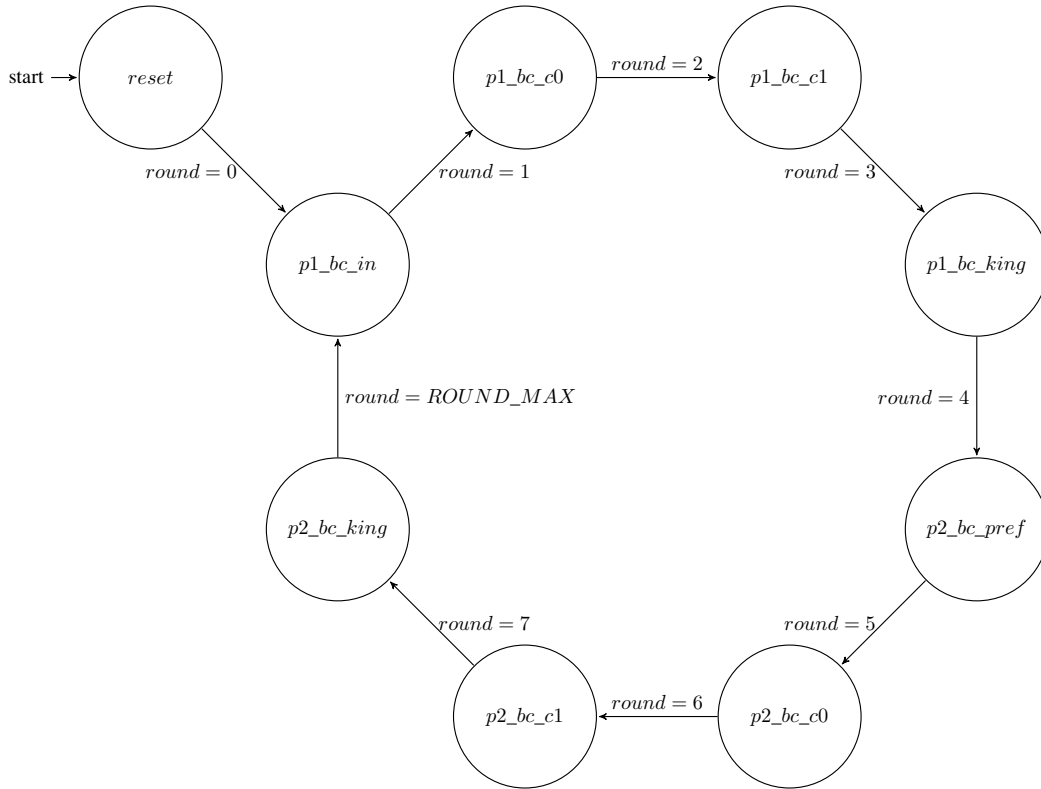 start
reset
p1_bc_c0
round = 2
p1_bc_c1
round = 0
round = 1
round = 3
p1_bc_in
p1_bc_king
round = ROUND_MAX
round = 4
p2_bc_king
p2_bc_pref
round = 7
round = 5
p2_bc_c1
round = 6
p2_bc_c0